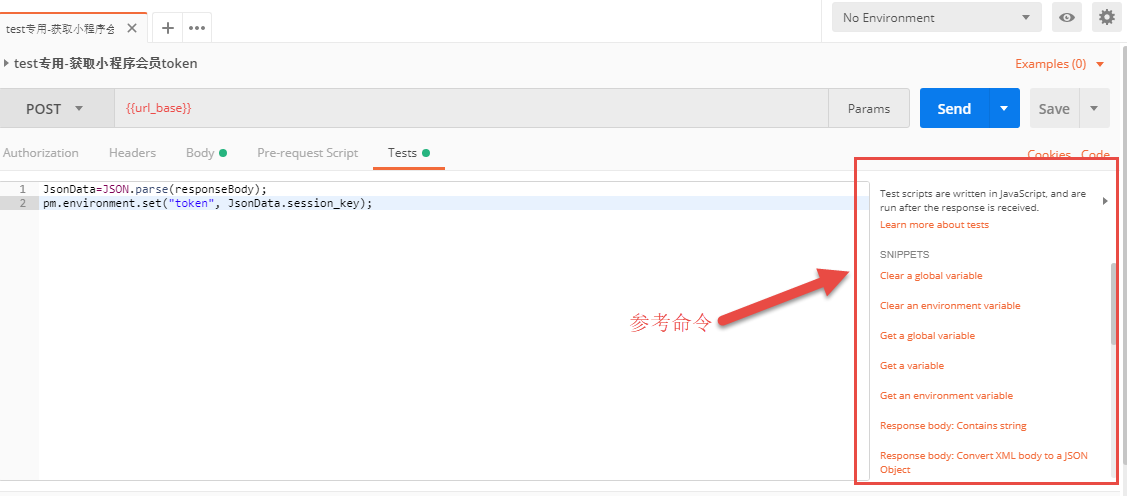 test专用-获取小程序会
No Environment
test专用-获取小程序会员token
Examples (0)
POST
{{url_base}}
Params
Send
Save
Authorization
Headers
Body
Pre-request Script
Tests
Cookies
Code
1 JsonData=JSON.parse(responseBody);
2 pm.environment.set("token", JsonData.session_key);
Test scripts are written in JavaScript, and are
run after the response is received.
Learn more about tests
SNIPPETS
Clear a global variable
Clear an environment variable
Get a global variable
Get a variable
Get an environment variable
Response body: Contains string
Response body: Convert XML body to a JSON
Object
参考命令